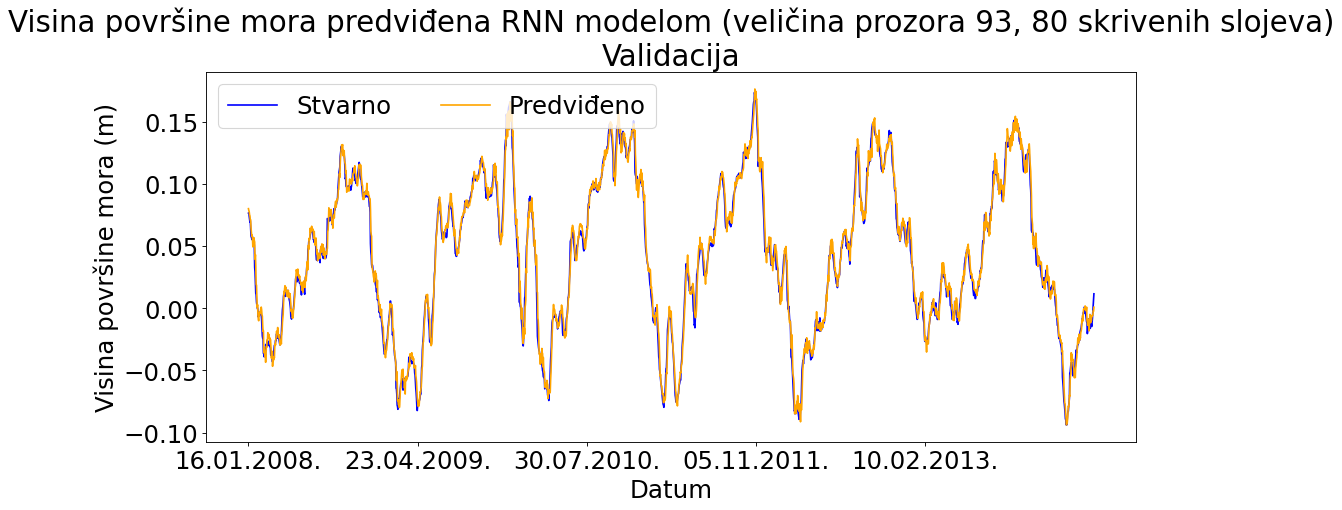 Visina površine mora predviđena RNN modelom (veličina prozora 93, 80 skrivenih slojeva)
Validacija
Stvarno
Predviđeno
Visina površine mora (m)
0.15
0.10
0.05
0.00
−0.05
−0.10
16.01.2008.
23.04.2009.
30.07.2010.
05.11.2011.
10.02.2013.
Datum